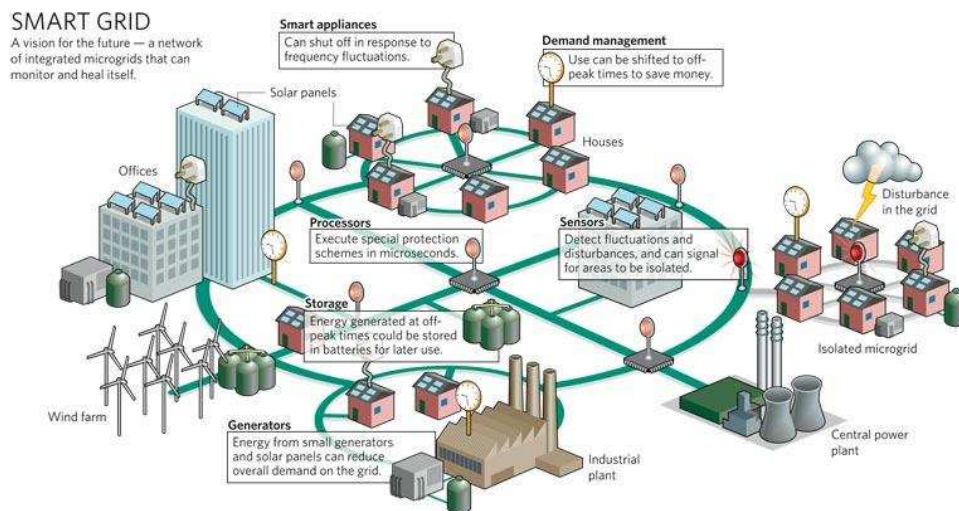 SMART GRID
A vision for the future — a network
of integrated microgrids that can
monitor and heal itself.
Smart appliances
Can shut off in response to
frequency fluctuations.
Demand management
Use can be shifted to off-
peak times to save money.
Solar panels
Houses
Offices
Disturbance
in the grid
Processors
Execute special protection
schemes in microseconds.
Sensors
Detect fluctuations and
disturbances, and can signal
for areas to be isolated.
Storage
Energy generated at off-
peak times could be stored
in batteries for later use.
Isolated microgrid
Wind farm
Generators
Energy from small generators
and solar panels can reduce
overall demand on the grid.
Industrial
plant
Central power
plant